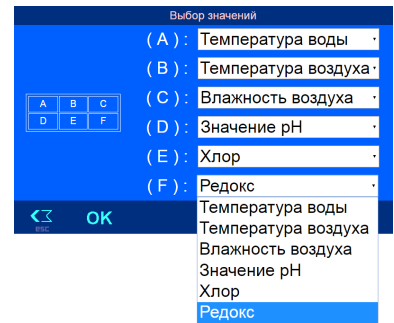 Выбор значений
( A ) : Температура воды
( B ) : Температура воздуха
A B C
( C ) : Влажность воздуха
D E F
( D ) : Значение pH
( E ) : Хлор
( F ) : Редокс
esc
OK
Температура воды
Температура воздуха
Влажность воздуха
Значение pH
Хлор
Редокс